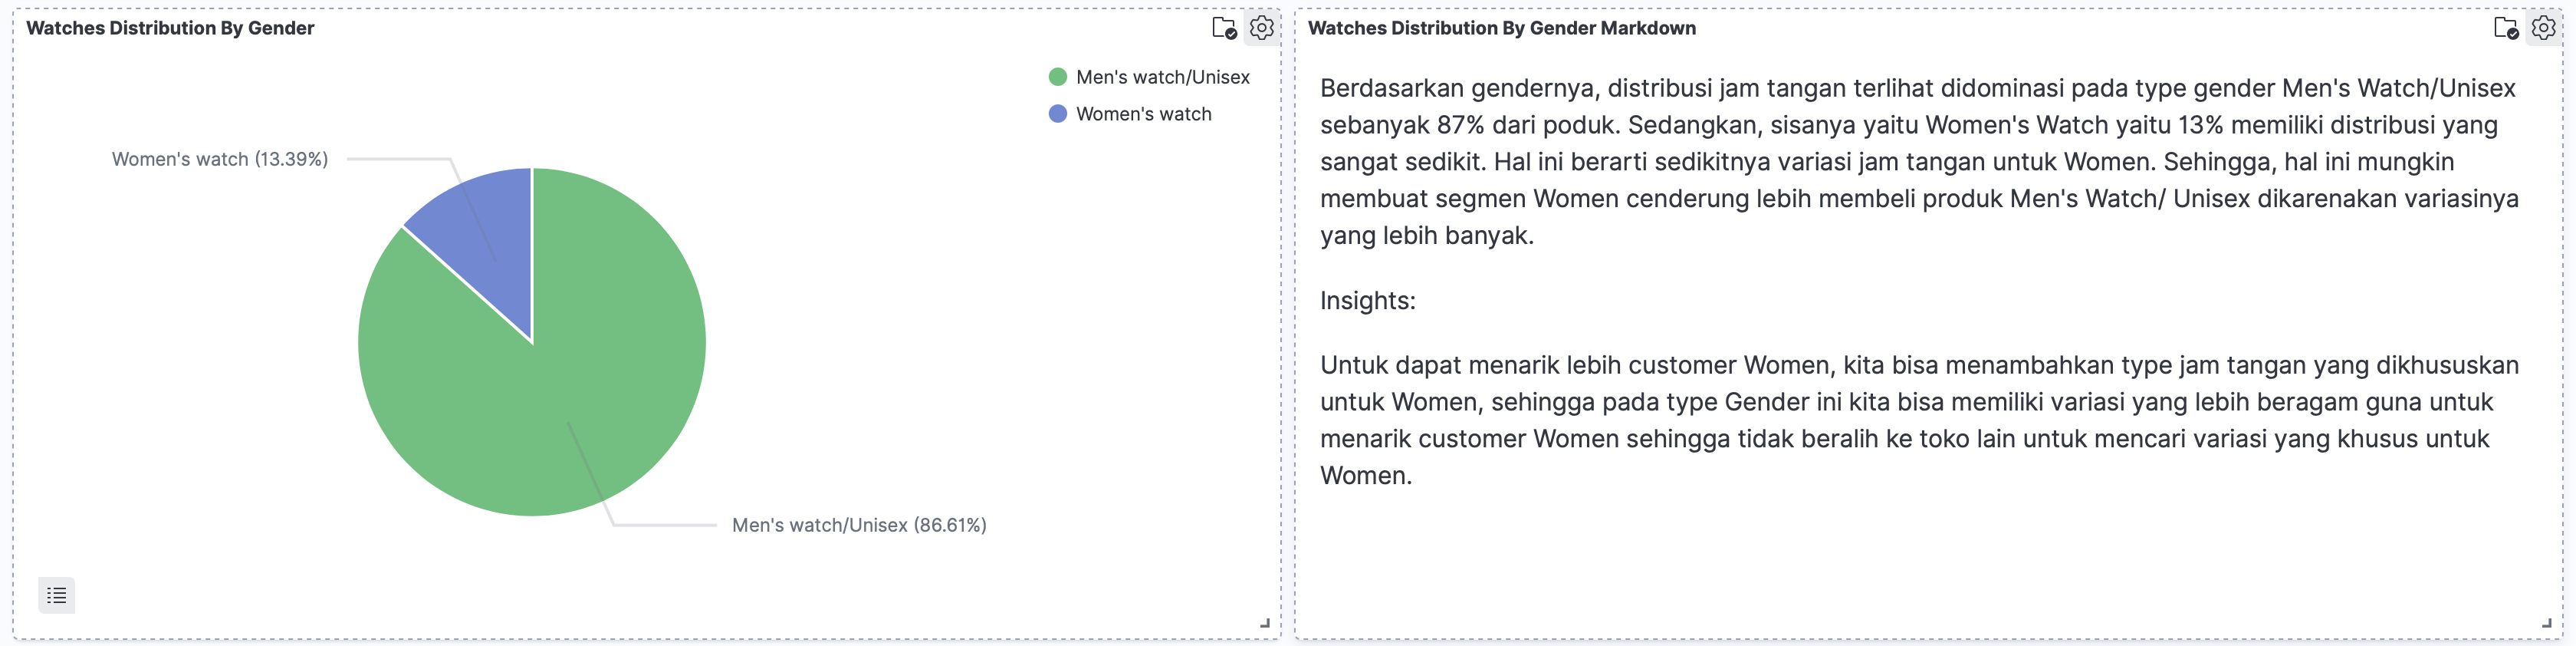 Watches Distribution By Gender
Men's watch/Unisex
Women's watch
Women's watch (13.39%)
Men's watch/Unisex (86.61%)
Watches Distribution By Gender Markdown
Berdasarkan gendernya, distribusi jam tangan terlihat didominasi pada type gender Men's Watch/Unisex
sebanyak 87% dari poduk. Sedangkan, sisanya yaitu Women's Watch yaitu 13% memiliki distribusi yang
sangat sedikit. Hal ini berarti sedikitnya variasi jam tangan untuk Women. Sehingga, hal ini mungkin
membuat segmen Women cenderung lebih membeli produk Men's Watch/ Unisex dikarenakan variasinya
yang lebih banyak.
Insights:
Untuk dapat menarik lebih customer Women, kita bisa menambahkan type jam tangan yang dikhususkan
untuk Women, sehingga pada type Gender ini kita bisa memiliki variasi yang lebih beragam guna untuk
menarik customer Women sehingga tidak beralih ke toko lain untuk mencari variasi yang khusus untuk
Women.